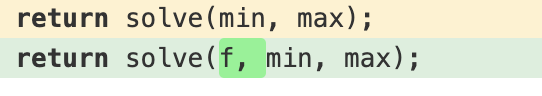 return solve(min, max);
return solve(f, min, max);